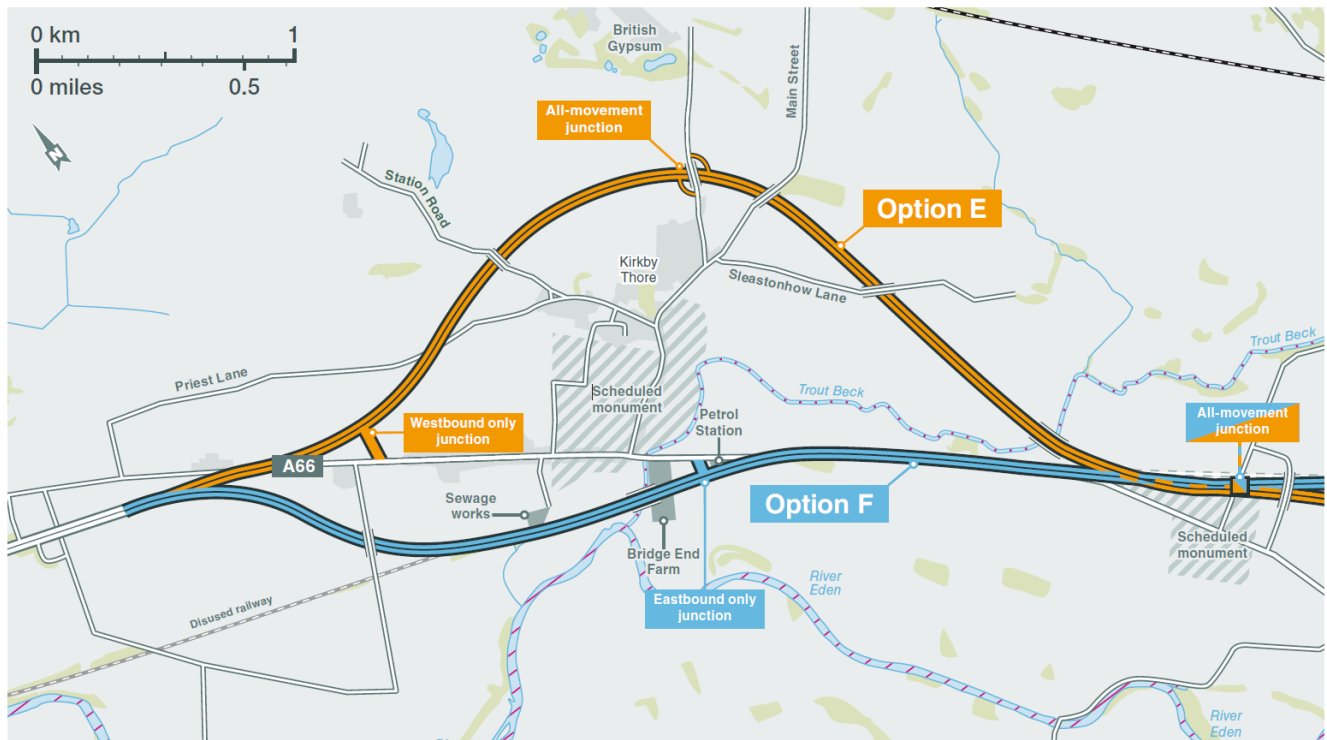 0 km 1
0 miles 0.5
N
British
Gypsum
Main Street
All-movement
junction
Station Road
Option E
Kirkby
Thore
Sleastonhow Lane
Trout Beck
Priest Lane
Scheduled
monument
Trout Beck
Petrol
Station
Westbound only
junction
All-movement
junction
A66
Sewage
works
Option F
Scheduled
monument
Bridge End
Farm
River
Eden
Eastbound only
junction
Disused railway
River
Eden